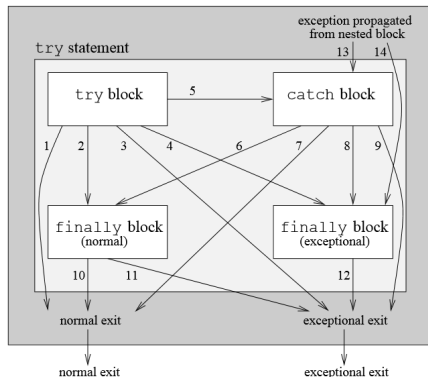 exception propagated
from nested block
try statement
13
14
try block
5
catch block
1
2
3
4
6
7
8
9
finally block
(normal)
finally block
(exceptional)
10
11
12
normal exit
exceptional exit
normal exit
exceptional exit